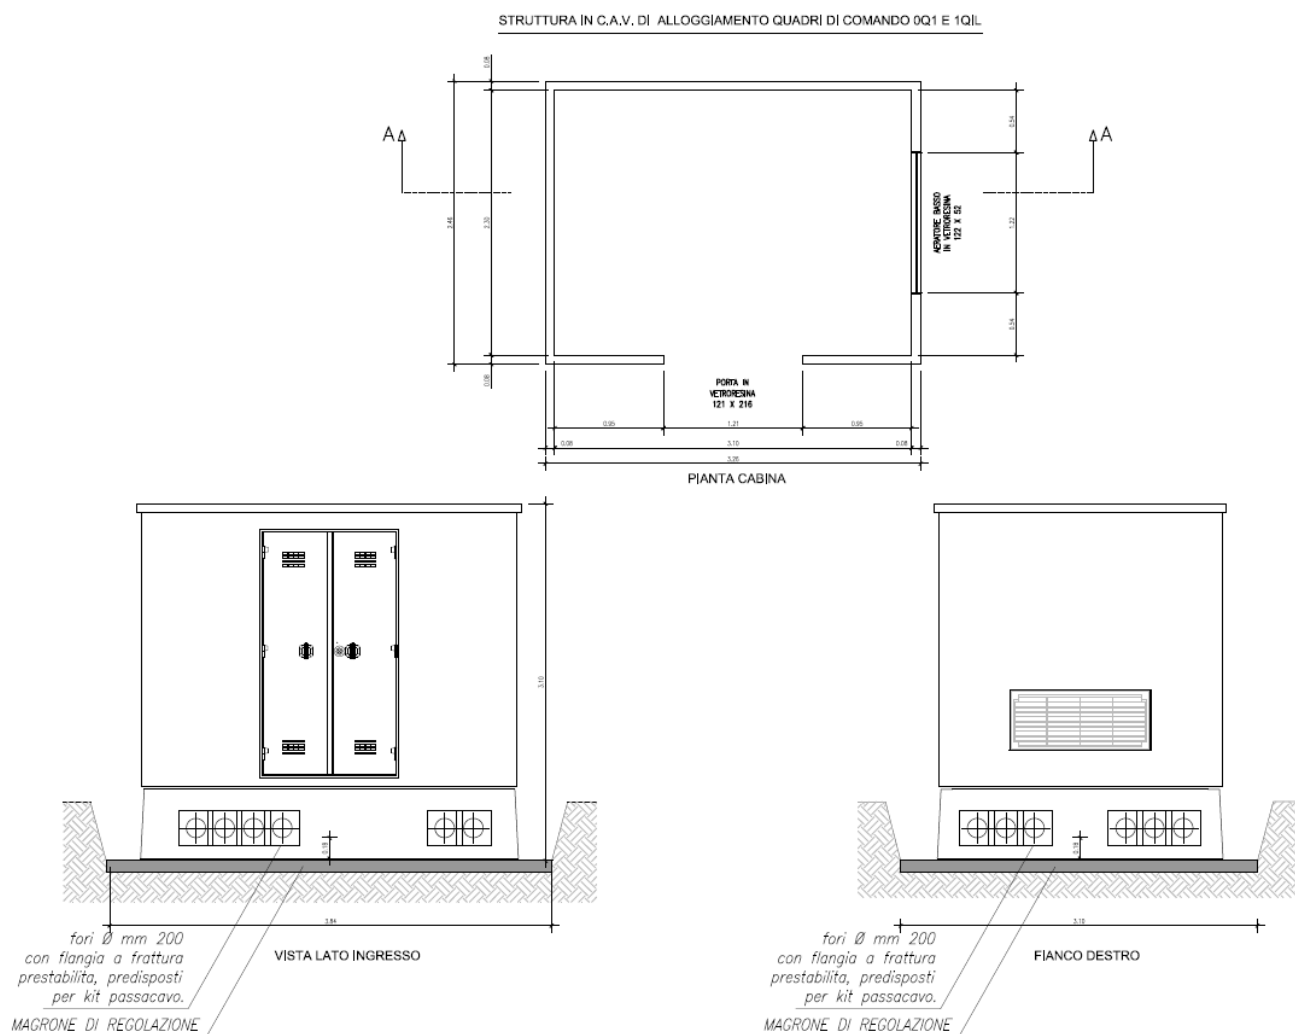 STRUTTURA IN C.A.V. DI ALLOGGIAMENTO QUADRI DI COMANDO 0Q1 E 1QIL
0.08
2.46
2.30
0.08
A
A
0.54
1.22
0.54
AERATORE BASSO
IN VETRORESINA
122 X 52
PORTA IN
VETRORESINA
121 X 216
0.95
1.21
0.95
0.08
3.10
0.08
3.26
PIANTA CABINA
3.10
0.18
3.84
VISTA LATO INGRESSO
fori Ø mm 200
con flangia a frattura
prestabilita, predisposti
per kit passacavo.
MAGRONE DI REGOLAZIONE
0.18
3.10
FIANCO DESTRO
fori Ø mm 200
con flangia a frattura
prestabilita, predisposti
per kit passacavo.
MAGRONE DI REGOLAZIONE